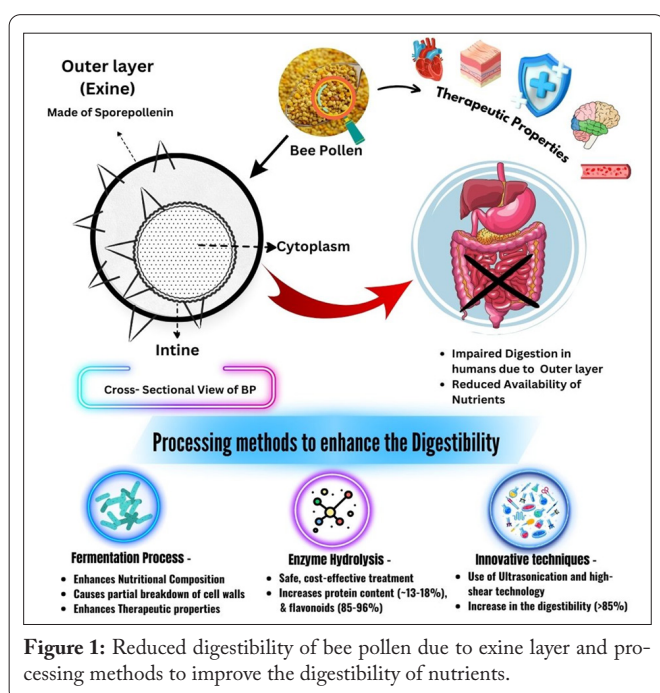 Outer layer
(Exine)
Made of Sporepollenin
Bee Pollen
Therapeutic Properties
Cytoplasm
Intine
Cross- Sectional View of BP
• Impaired Digestion in
humans due to Outer layer
• Reduced Availability of
Nutrients
Processing methods to enhance the Digestibility
Fermentation Process -
• Enhances Nutritional Composition
• Causes partial breakdown of cell walls
• Enhances Therapeutic properties
Enzyme Hydrolysis -
• Safe, cost-effective treatment
• Increases protein content (~13-18%),
& flavonoids (85-96%)
Innovative techniques -
• Use of Ultrasonication and high-
shear technology
• Increase in the digestibility (>85%)
Figure 1: Reduced digestibility of bee pollen due to exine layer and pro-
cessing methods to improve the digestibility of nutrients.